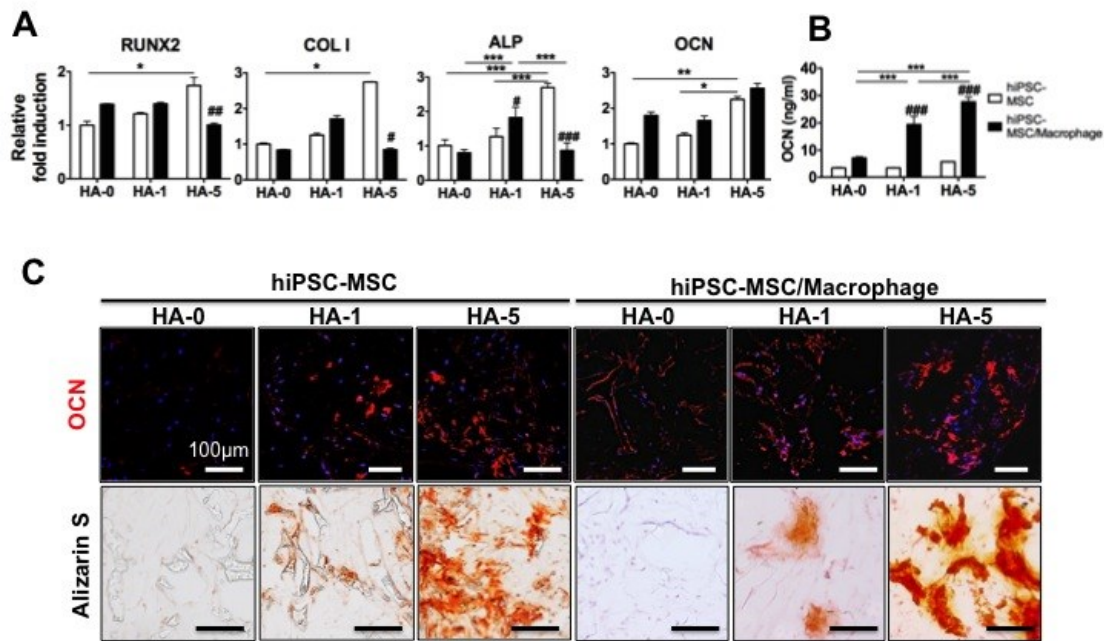 A
B
RUNX2
COL I
ALP
OCN
Relative
fold induction
2
1
0
*
##
HA-0 HA-1 HA-5
3
2
1
0
*
#
HA-0 HA-1 HA-5
3
2
1
0
***
***
***
***
#
###
HA-0 HA-1 HA-5
3
2
1
0
**
*
HA-0 HA-1 HA-5
OCN (ng/ml)
40
30
20
10
0
***
***
***
###
###
HA-0 HA-1 HA-5
hiPSC-
MSC
hiPSC-
MSC/Macrophage
C
hiPSC-MSC
hiPSC-MSC/Macrophage
HA-0 HA-1 HA-5 HA-0 HA-1 HA-5
OCN
100µm
Alizarin S